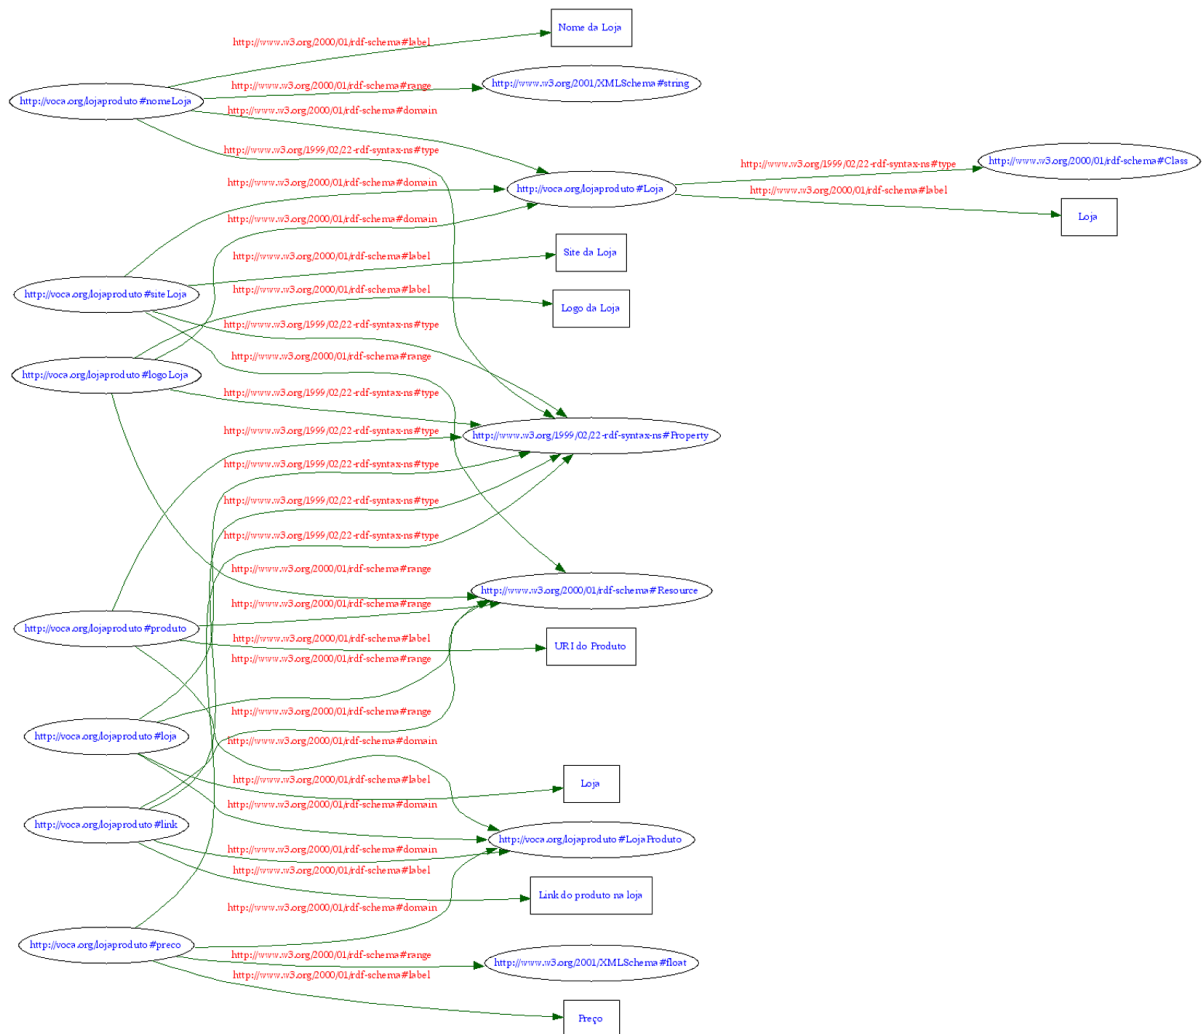 Nome da Loja
http://www.w3.org/2000/01/rdf-schema#label
http://www.w3.org/2001/XMLSchema#string
http://www.w3.org/2000/01/rdf-schema#range
http://voca.org/lojaproduto#nomeLoja
http://www.w3.org/2000/01/rdf-schema#domain
http://www.w3.org/1999/02/22-rdf-syntax-ns#type
http://www.w3.org/2000/01/rdf-schema#Class
http://www.w3.org/1999/02/22-rdf-syntax-ns#type
http://www.w3.org/2000/01/rdf-schema#domain
http://voca.org/lojaproduto#Loja
http://www.w3.org/2000/01/rdf-schema#label
Loja
http://www.w3.org/2000/01/rdf-schema#domain
Site da Loja
http://www.w3.org/2000/01/rdf-schema#label
http://voca.org/lojaproduto#siteLoja
http://www.w3.org/2000/01/rdf-schema#label
Logo da Loja
http://www.w3.org/1999/02/22-rdf-syntax-ns#type
http://www.w3.org/2000/01/rdf-schema#range
http://voca.org/lojaproduto#logoLoja
http://www.w3.org/1999/02/22-rdf-syntax-ns#type
http://www.w3.org/1999/02/22-rdf-syntax-ns#type
http://www.w3.org/1999/02/22-rdf-syntax-ns#Property
http://www.w3.org/1999/02/22-rdf-syntax-ns#type
http://www.w3.org/1999/02/22-rdf-syntax-ns#type
http://www.w3.org/1999/02/22-rdf-syntax-ns#type
http://www.w3.org/2000/01/rdf-schema#range
http://www.w3.org/2000/01/rdf-schema#Resource
http://www.w3.org/2000/01/rdf-schema#range
http://voca.org/lojaproduto#produto
http://www.w3.org/2000/01/rdf-schema#label
URI do Produto
http://www.w3.org/2000/01/rdf-schema#range
http://www.w3.org/2000/01/rdf-schema#range
http://voca.org/lojaproduto#loja
http://www.w3.org/2000/01/rdf-schema#domain
http://www.w3.org/2000/01/rdf-schema#label
Loja
http://www.w3.org/2000/01/rdf-schema#domain
http://voca.org/lojaproduto#link
http://voca.org/lojaproduto#LojaProduto
http://www.w3.org/2000/01/rdf-schema#domain
http://www.w3.org/2000/01/rdf-schema#label
Link do produto na loja
http://www.w3.org/2000/01/rdf-schema#domain
http://voca.org/lojaproduto#preco
http://www.w3.org/2000/01/rdf-schema#range
http://www.w3.org/2001/XMLSchema#float
http://www.w3.org/2000/01/rdf-schema#label
Preço